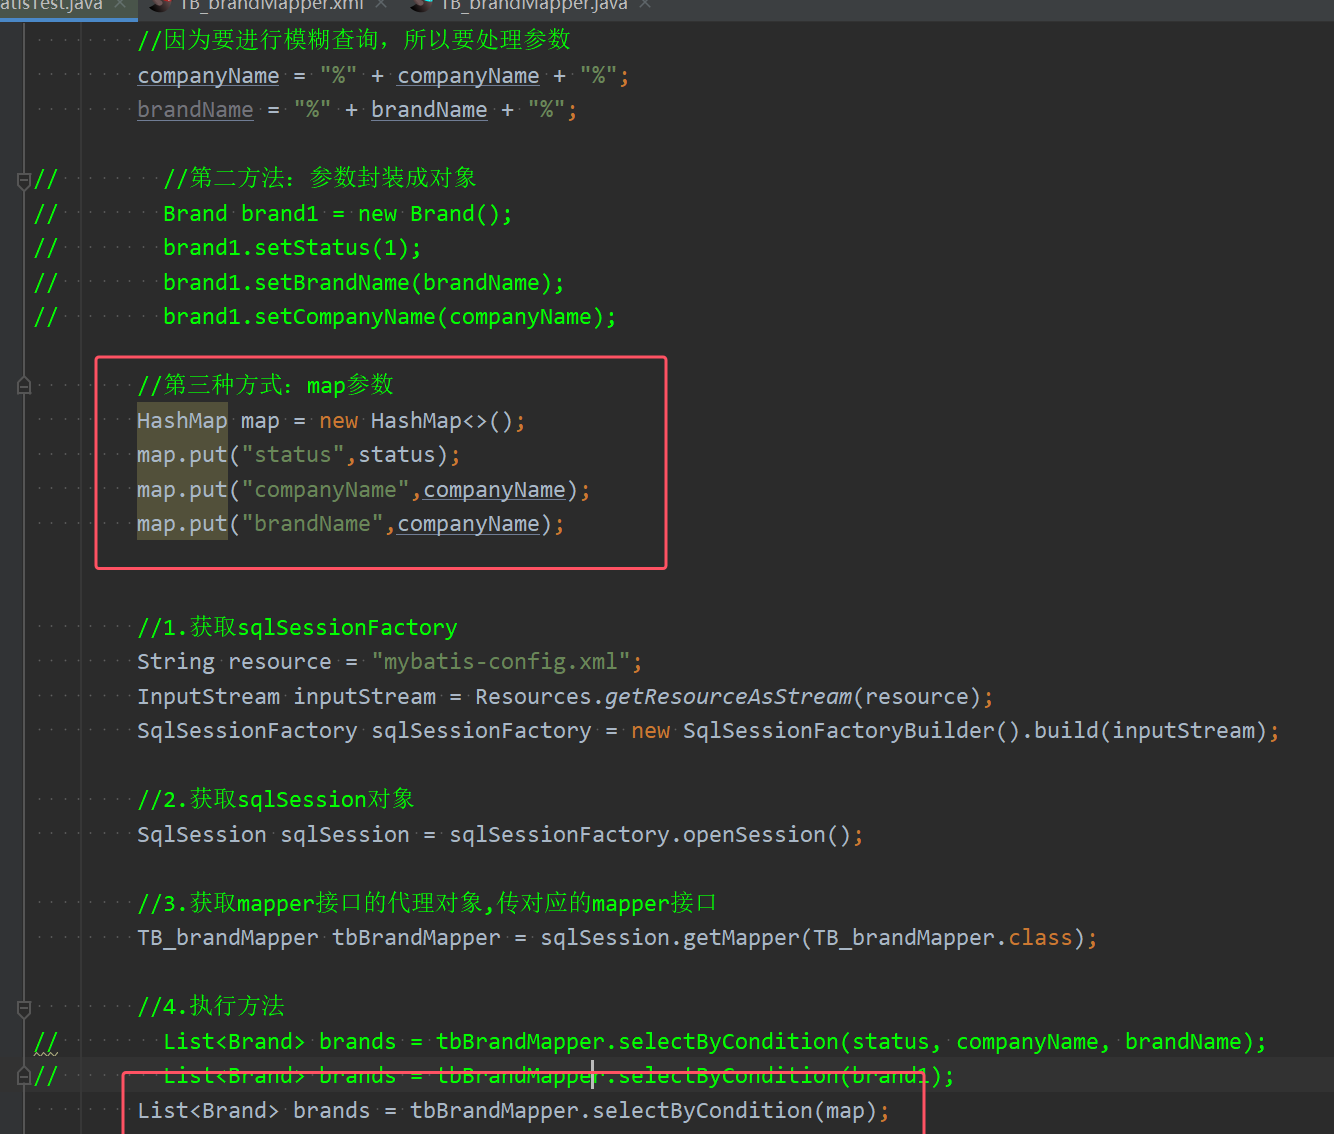 atisTest.java × TB_brandMapper.xml × TB_brandMapper.java ×
//因为要进行模糊查询，所以要处理参数
companyName = "%" + companyName + "%";
brandName = "%" + brandName + "%";
// //第二方法：参数封装成对象
// Brand brand1 = new Brand();
// brand1.setStatus(1);
// brand1.setBrandName(brandName);
// brand1.setCompanyName(companyName);
//第三种方式：map参数
HashMap map = new HashMap<>();
map.put("status",status);
map.put("companyName",companyName);
map.put("brandName",companyName);
//1.获取sqlSessionFactory
String resource = "mybatis-config.xml";
InputStream inputStream = Resources.getResourceAsStream(resource);
SqlSessionFactory sqlSessionFactory = new SqlSessionFactoryBuilder().build(inputStream);
//2.获取sqlSession对象
SqlSession sqlSession = sqlSessionFactory.openSession();
//3.获取mapper接口的代理对象,传对应的mapper接口
TB_brandMapper tbBrandMapper = sqlSession.getMapper(TB_brandMapper.class);
//4.执行方法
// List<Brand> brands = tbBrandMapper.selectByCondition(status, companyName, brandName);
// List<Brand> brands = tbBrandMapper.selectByCondition(brand1);
List<Brand> brands = tbBrandMapper.selectByCondition(map);